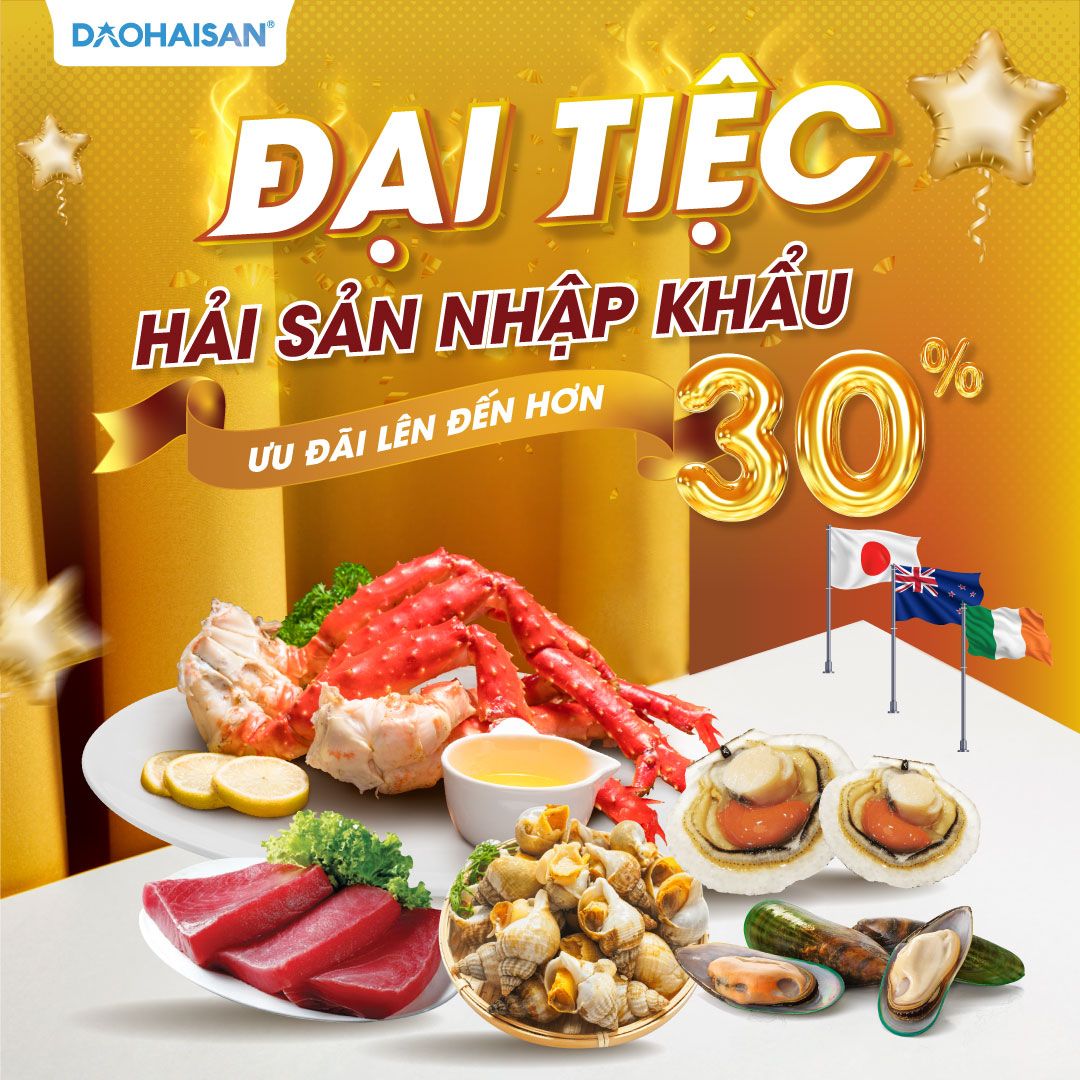 DAOHAISAN®
ĐẠI TIỆC
HẢI SẢN NHẬP KHẨU
ƯU ĐÃI LÊN ĐẾN HƠN
30%